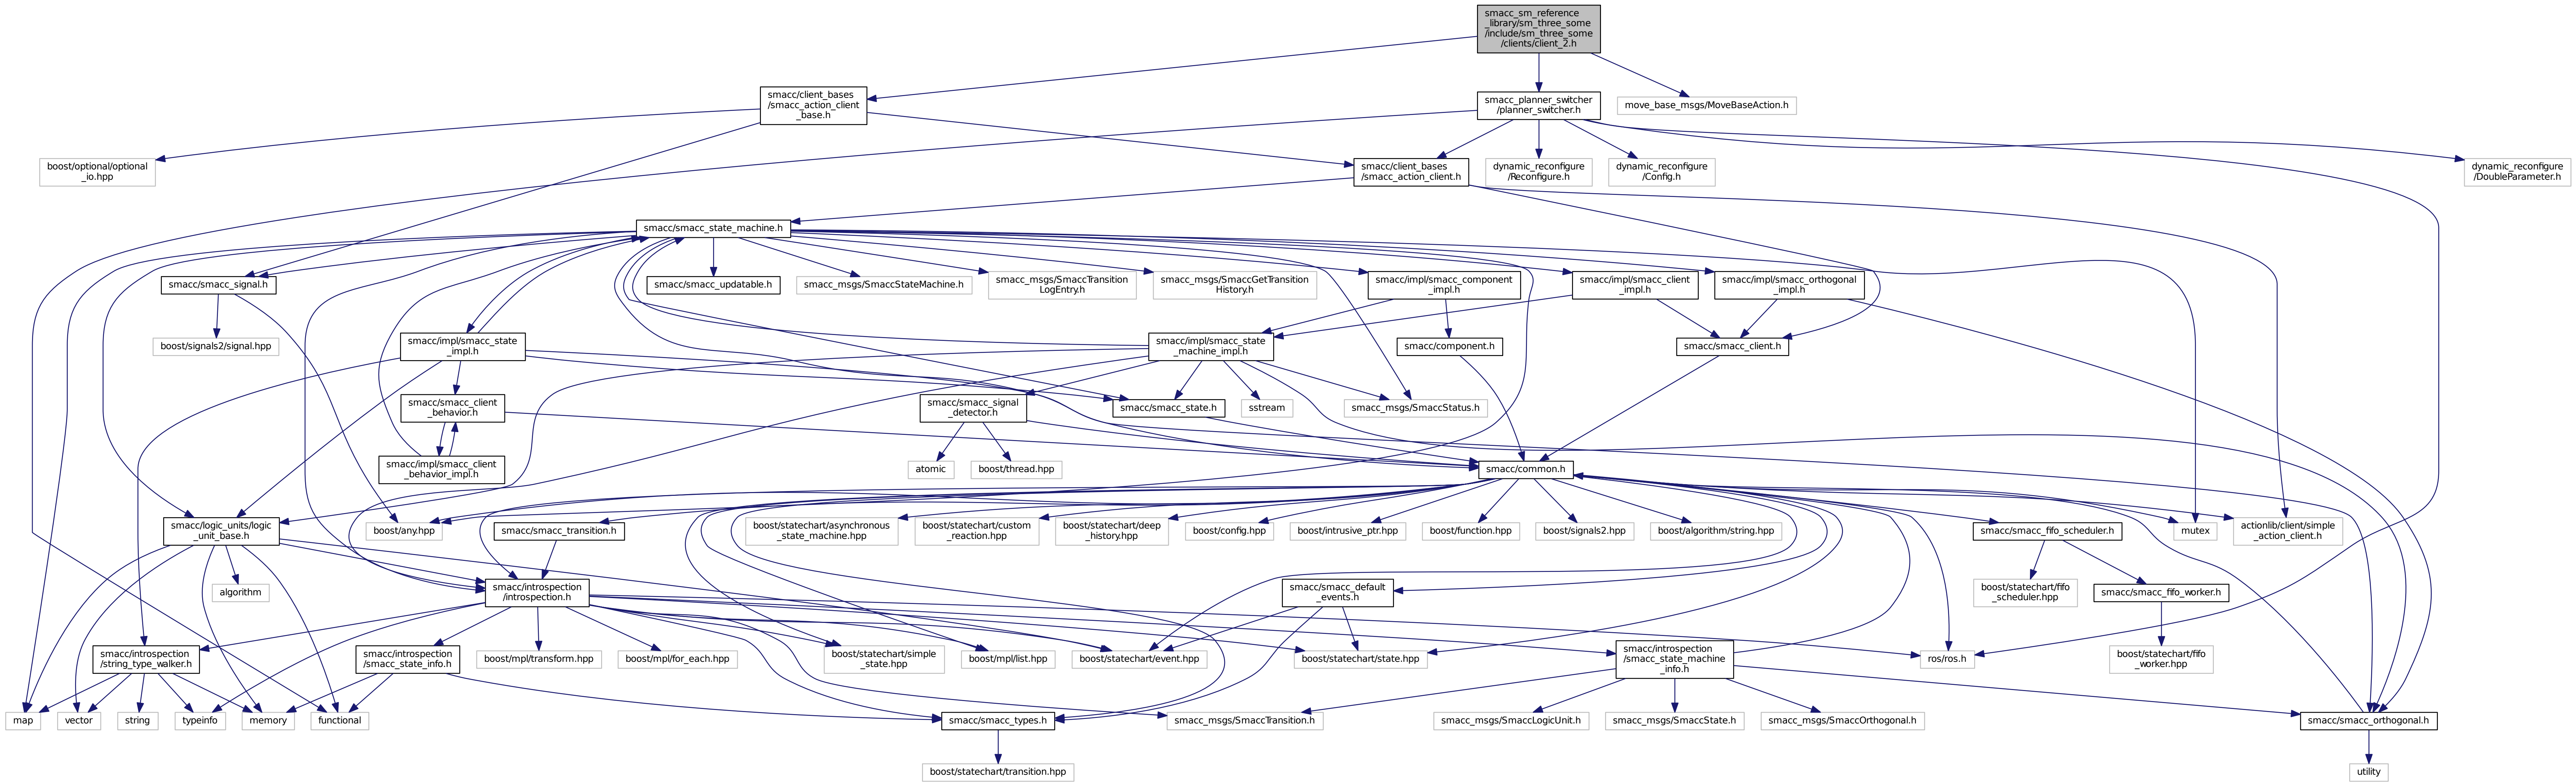 smacc_sm_reference
_library/sm_three_some
/include/sm_three_some
/clients/client_2.h
smacc/client_bases
/smacc_action_client
_base.h
smacc_planner_switcher
/planner_switcher.h
move_base_msgs/MoveBaseAction.h
boost/optional/optional
_io.hpp
smacc/client_bases
/smacc_action_client.h
dynamic_reconfigure
/Reconfigure.h
dynamic_reconfigure
/Config.h
dynamic_reconfigure
/DoubleParameter.h
smacc/smacc_state_machine.h
smacc/smacc_signal.h
smacc/smacc_updatable.h
smacc_msgs/SmaccStateMachine.h
smacc_msgs/SmaccTransition
LogEntry.h
smacc_msgs/SmaccGetTransition
History.h
smacc/impl/smacc_component
_impl.h
smacc/impl/smacc_client
_impl.h
smacc/impl/smacc_orthogonal
_impl.h
boost/signals2/signal.hpp
smacc/impl/smacc_state
_impl.h
smacc/impl/smacc_state
_machine_impl.h
smacc/component.h
smacc/smacc_client.h
smacc/smacc_client
_behavior.h
smacc/smacc_signal
_detector.h
smacc/smacc_state.h
sstream
smacc_msgs/SmaccStatus.h
smacc/impl/smacc_client
_behavior_impl.h
atomic
boost/thread.hpp
smacc/common.h
smacc/logic_units/logic
_unit_base.h
boost/any.hpp
smacc/smacc_transition.h
boost/statechart/asynchronous
_state_machine.hpp
boost/statechart/custom
_reaction.hpp
boost/statechart/deep
_history.hpp
boost/config.hpp
boost/intrusive_ptr.hpp
boost/function.hpp
boost/signals2.hpp
boost/algorithm/string.hpp
smacc/smacc_fifo_scheduler.h
mutex
actionlib/client/simple
_action_client.h
algorithm
smacc/introspection
/introspection.h
smacc/smacc_default
_events.h
boost/statechart/fifo
_scheduler.hpp
smacc/smacc_fifo_worker.h
smacc/introspection
/string_type_walker.h
smacc/introspection
/smacc_state_info.h
boost/mpl/transform.hpp
boost/mpl/for_each.hpp
boost/statechart/simple
_state.hpp
boost/mpl/list.hpp
boost/statechart/event.hpp
boost/statechart/state.hpp
smacc/introspection
/smacc_state_machine
_info.h
ros/ros.h
boost/statechart/fifo
_worker.hpp
map
vector
string
typeinfo
memory
functional
smacc/smacc_types.h
smacc_msgs/SmaccTransition.h
smacc_msgs/SmaccLogicUnit.h
smacc_msgs/SmaccState.h
smacc_msgs/SmaccOrthogonal.h
smacc/smacc_orthogonal.h
boost/statechart/transition.hpp
utility